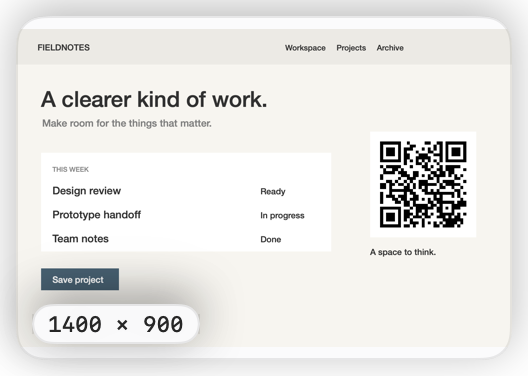 FIELDNOTES
Workspace Projects Archive
A clearer kind of work.
Make room for the things that matter.
THIS WEEK
Design review Ready
Prototype handoff In progress
Team notes Done
A space to think.
Save project
1400 × 900